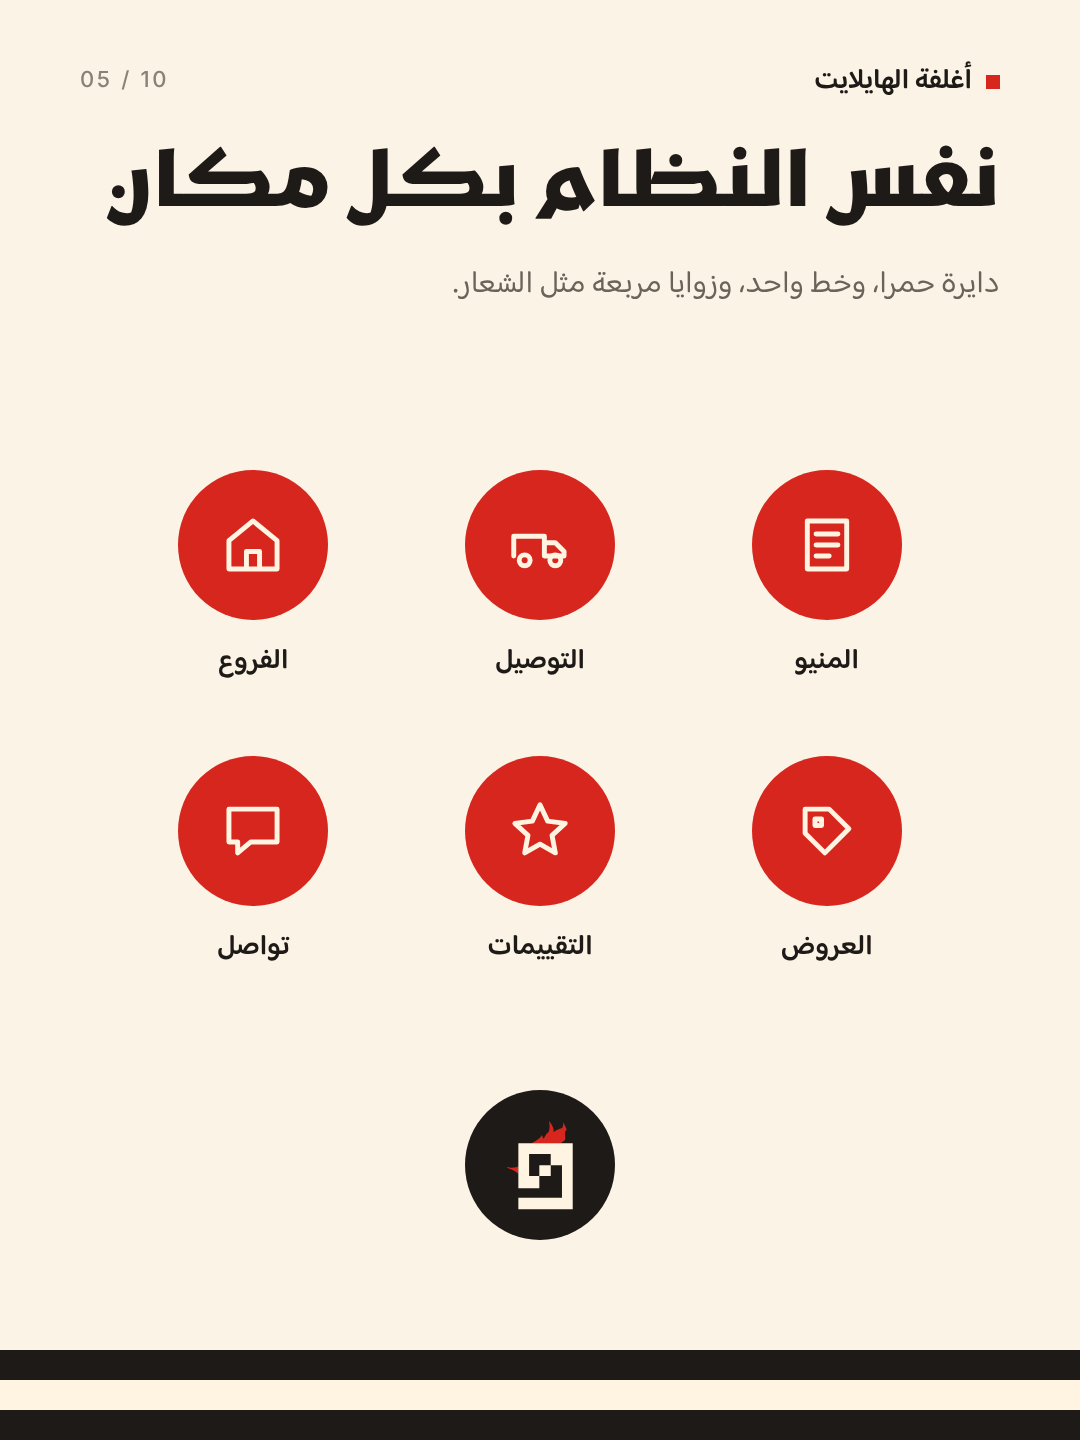 أغلفة الهايلايت
05 / 10
نفس النظام بكل مكان
دايرة حمرا، وخط واحد، وزوايا مربعة مثل الشعار.
المنيو
التوصيل
الفروع
العروض
التقييمات
تواصل